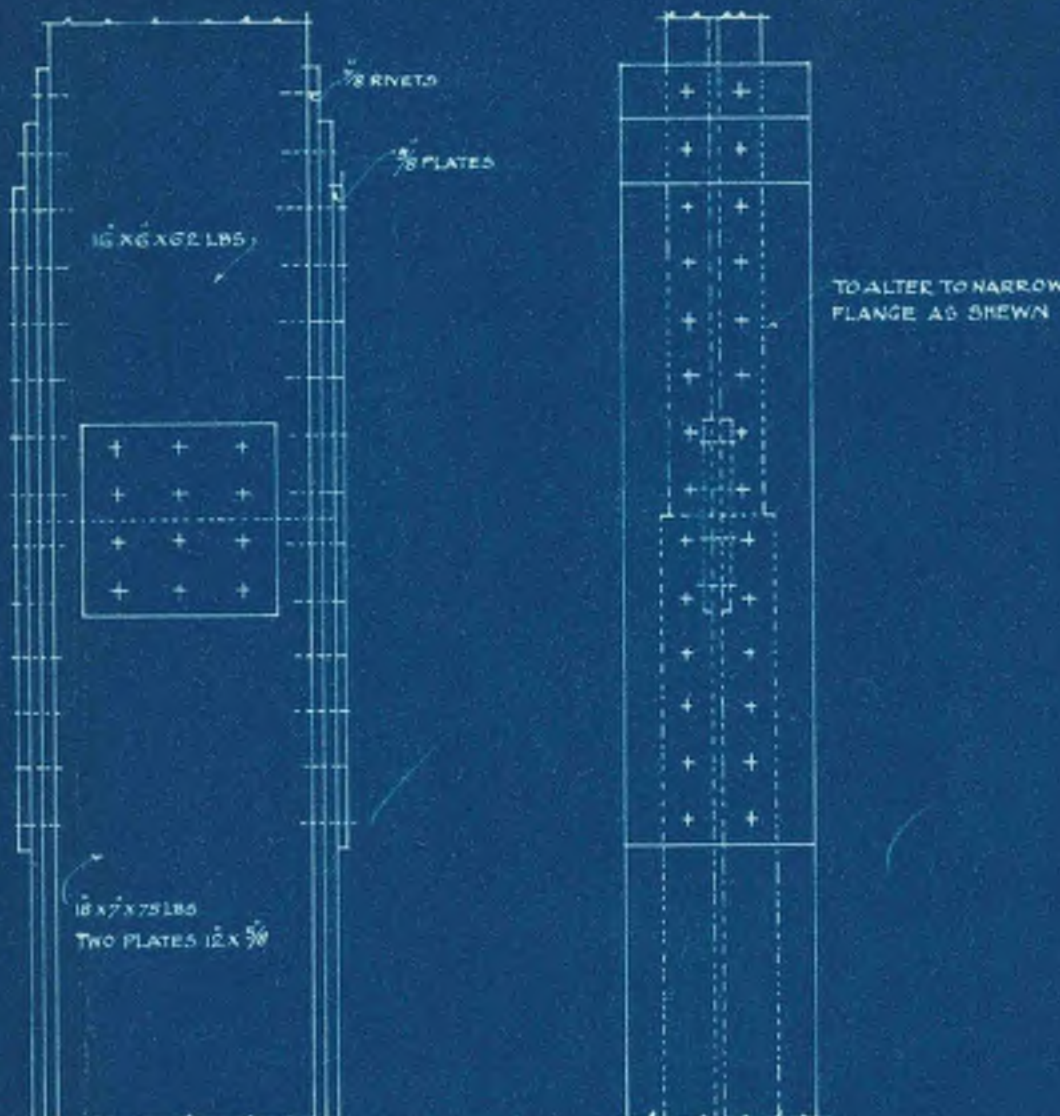 ⅞ RIVETS
⅝ PLATES
16" X 6" X 62 LBS
TO ALTER TO NARROW
FLANGE AS SHEWN
18" X 7" X 75 LBS
TWO PLATES 12" X ⅝"